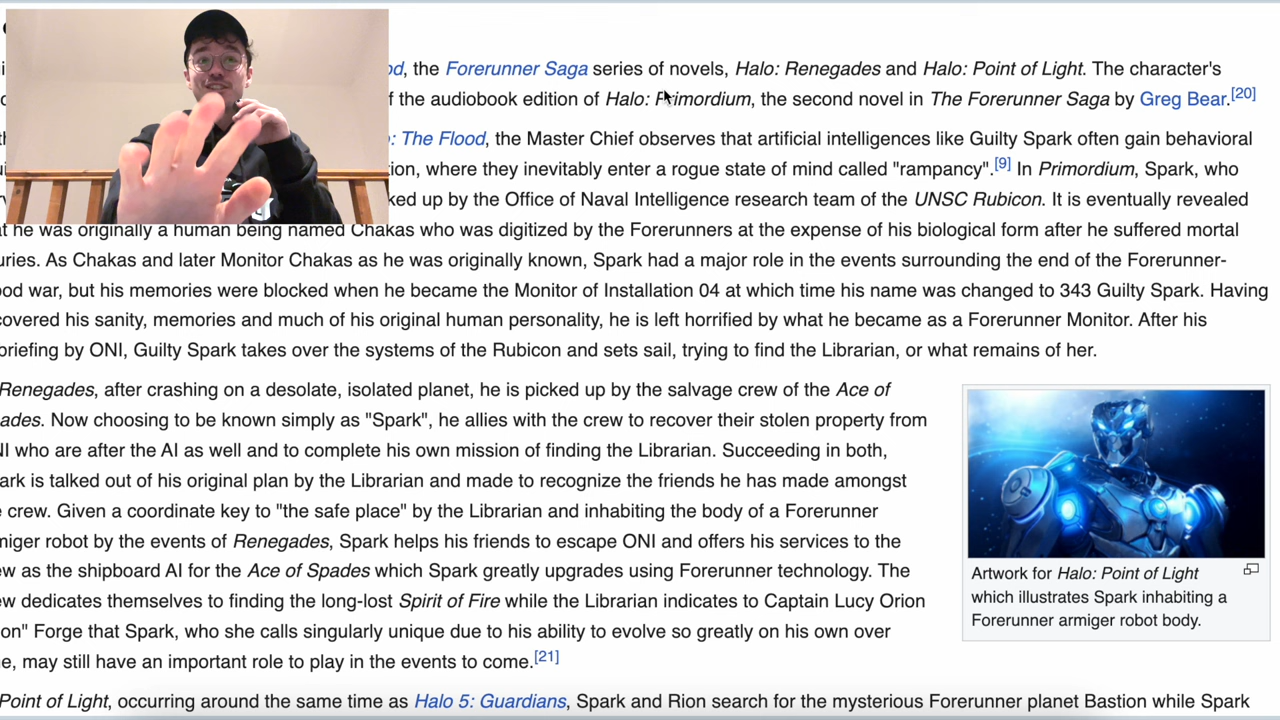 the Forerunner Saga series of novels, Halo: Renegades and Halo: Point of Light. The character's
f the audiobook edition of Halo: Primordium, the second novel in The Forerunner Saga by Greg Bear.[20]
: The Flood, the Master Chief observes that artificial intelligences like Guilty Spark often gain behavioral
ion, where they inevitably enter a rogue state of mind called "rampancy".[9] In Primordium, Spark, who
ked up by the Office of Naval Intelligence research team of the UNSC Rubicon. It is eventually revealed
t he was originally a human being named Chakas who was digitized by the Forerunners at the expense of his biological form after he suffered mortal
uries. As Chakas and later Monitor Chakas as he was originally known, Spark had a major role in the events surrounding the end of the Forerunner-
ood war, but his memories were blocked when he became the Monitor of Installation 04 at which time his name was changed to 343 Guilty Spark. Having
covered his sanity, memories and much of his original human personality, he is left horrified by what he became as a Forerunner Monitor. After his
briefing by ONI, Guilty Spark takes over the systems of the Rubicon and sets sail, trying to find the Librarian, or what remains of her.
Renegades, after crashing on a desolate, isolated planet, he is picked up by the salvage crew of the Ace of
ades. Now choosing to be known simply as "Spark", he allies with the crew to recover their stolen property from
NI who are after the AI as well and to complete his own mission of finding the Librarian. Succeeding in both,
ark is talked out of his original plan by the Librarian and made to recognize the friends he has made amongst
e crew. Given a coordinate key to "the safe place" by the Librarian and inhabiting the body of a Forerunner
miger robot by the events of Renegades, Spark helps his friends to escape ONI and offers his services to the
ew as the shipboard AI for the Ace of Spades which Spark greatly upgrades using Forerunner technology. The
ew dedicates themselves to finding the long-lost Spirit of Fire while the Librarian indicates to Captain Lucy Orion
on" Forge that Spark, who she calls singularly unique due to his ability to evolve so greatly on his own over
e, may still have an important role to play in the events to come.[21]
Artwork for Halo: Point of Light
which illustrates Spark inhabiting a
Forerunner armiger robot body.
Point of Light, occurring around the same time as Halo 5: Guardians, Spark and Rion search for the mysterious Forerunner planet Bastion while Spark